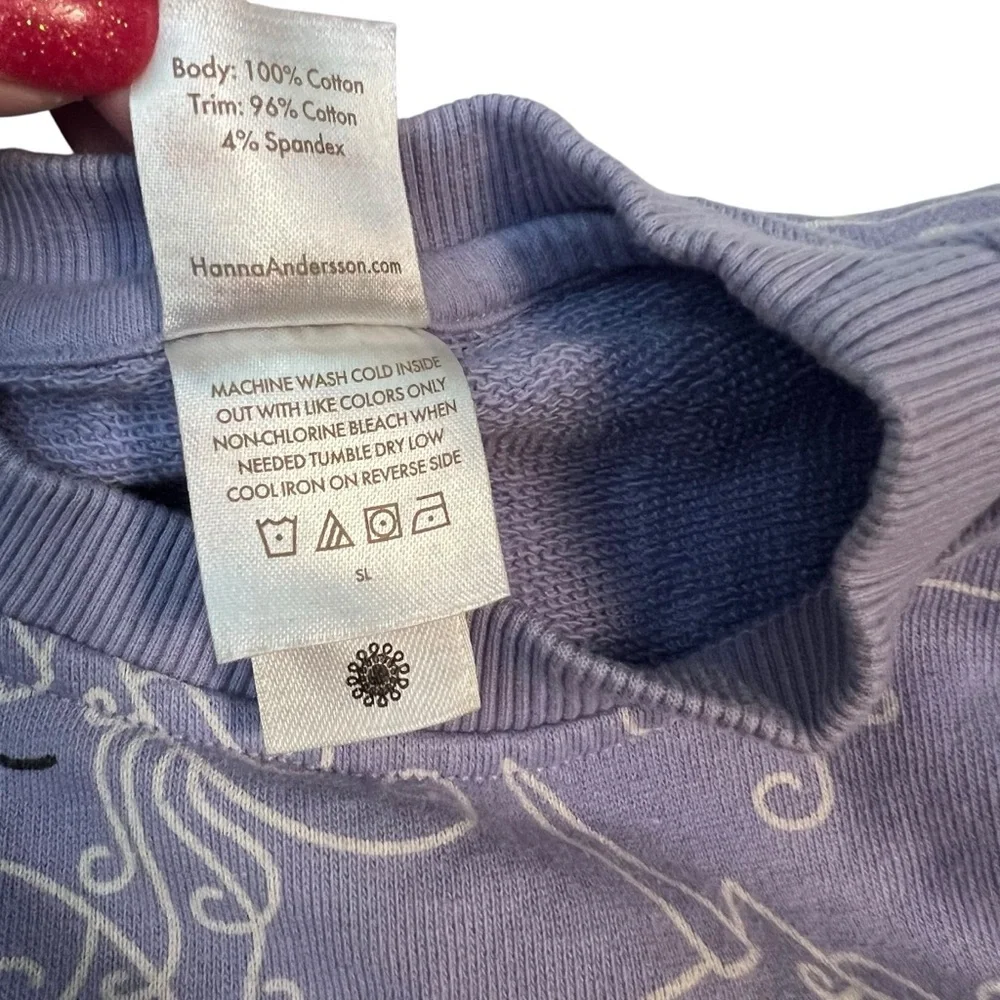 Body: 100% Cotton
Trim: 96% Cotton
4% Spandex
HannaAndersson.com
MACHINE WASH COLD INSIDE
OUT WITH LIKE COLORS ONLY
NON-CHLORINE BLEACH WHEN
NEEDED TUMBLE DRY LOW
COOL IRON ON REVERSE SIDE
SL